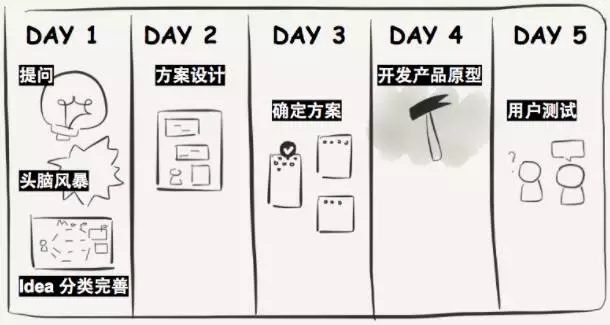 DAY 1
提问
头脑风暴
Idea 分类完善
DAY 2
方案设计
DAY 3
确定方案
DAY 4
开发产品原型
DAY 5
用户测试
?